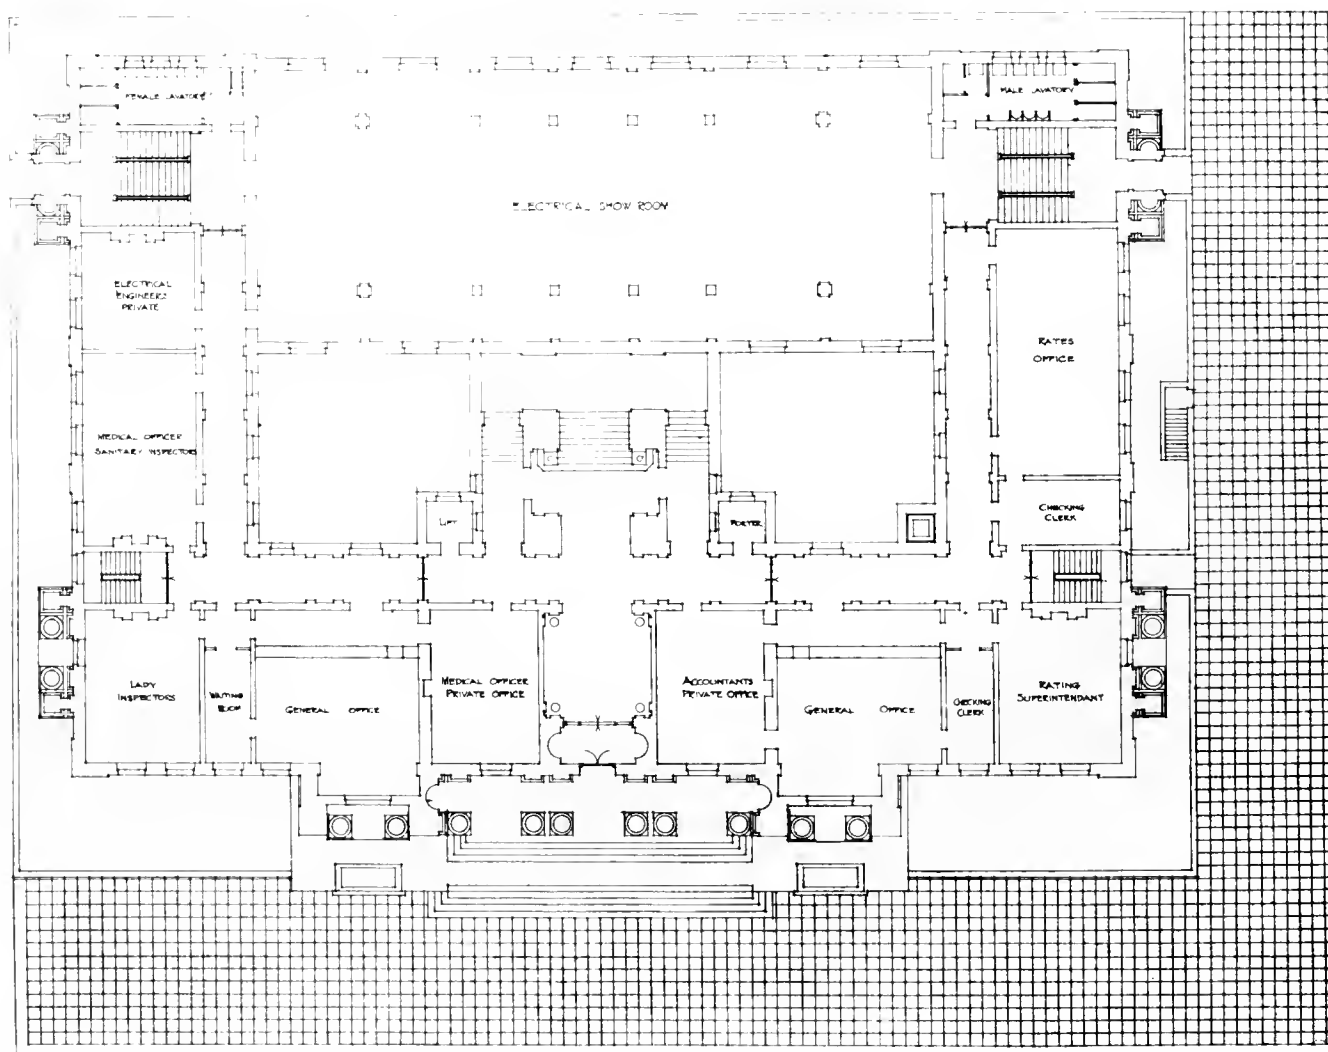 FEMALE LAVATORY
MALE LAVATORY
ELECTRICAL SHOW ROOM
ELECTRICAL
ENGINEERS
PRIVATE
RATES
OFFICE
MEDICAL OFFICER
SANITARY INSPECTORS
LIFT
PORTER
CHECKING
CLERK
LADY
INSPECTORS
WAITING
ROOM
GENERAL OFFICE
MEDICAL OFFICER
PRIVATE OFFICE
ACCOUNTANTS
PRIVATE OFFICE
GENERAL OFFICE
CHECKING
CLERK
RATING
SUPERINTENDANT